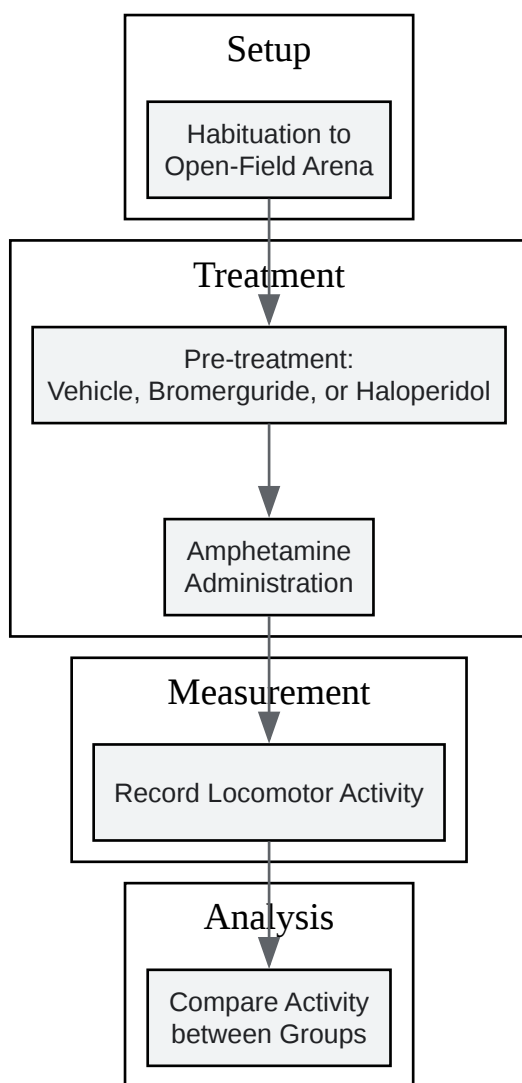 Setup
Habituation to
Open-Field Arena
Treatment
Pre-treatment:
Vehicle, Bromerguride, or Haloperidol
Amphetamine
Administration
Measurement
Record Locomotor Activity
Analysis
Compare Activity
between Groups